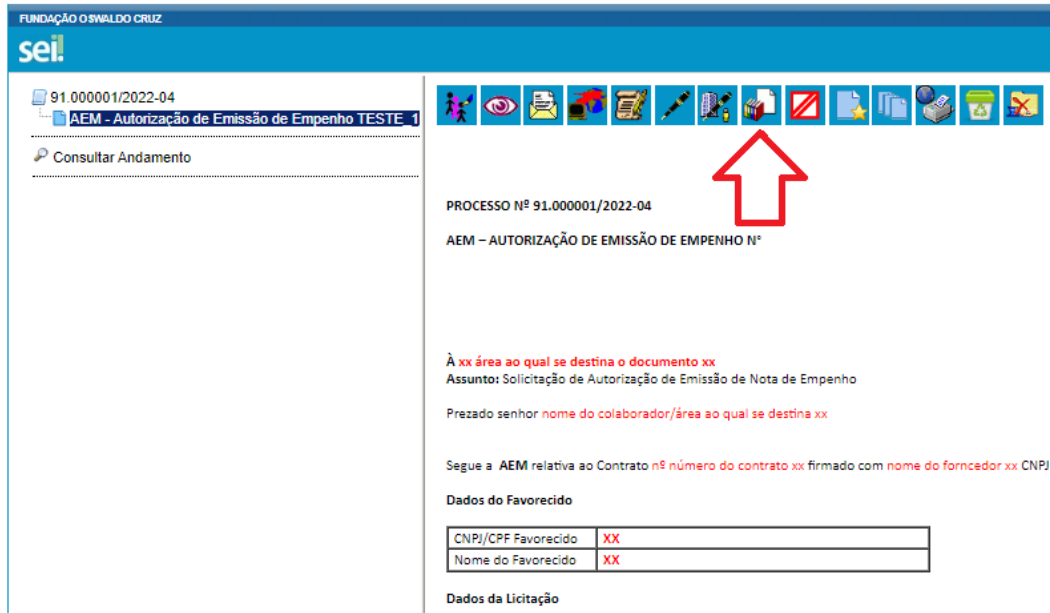 FUNDAÇÃO OSWALDO CRUZ
sei!
91.000001/2022-04
AEM - Autorização de Emissão de Empenho TESTE_1
Consultar Andamento
PROCESSO Nº 91.000001/2022-04
AEM – AUTORIZAÇÃO DE EMISSÃO DE EMPENHO N°
À xx área ao qual se destina o documento xx
Assunto: Solicitação de Autorização de Emissão de Nota de Empenho
Prezado senhor nome do colaborador/área ao qual se destina xx
Segue a AEM relativa ao Contrato nº número do contrato xx firmado com nome do forncedor xx CNPJ
Dados do Favorecido
CNPJ/CPF Favorecido XX
Nome do Favorecido XX
Dados da Licitação